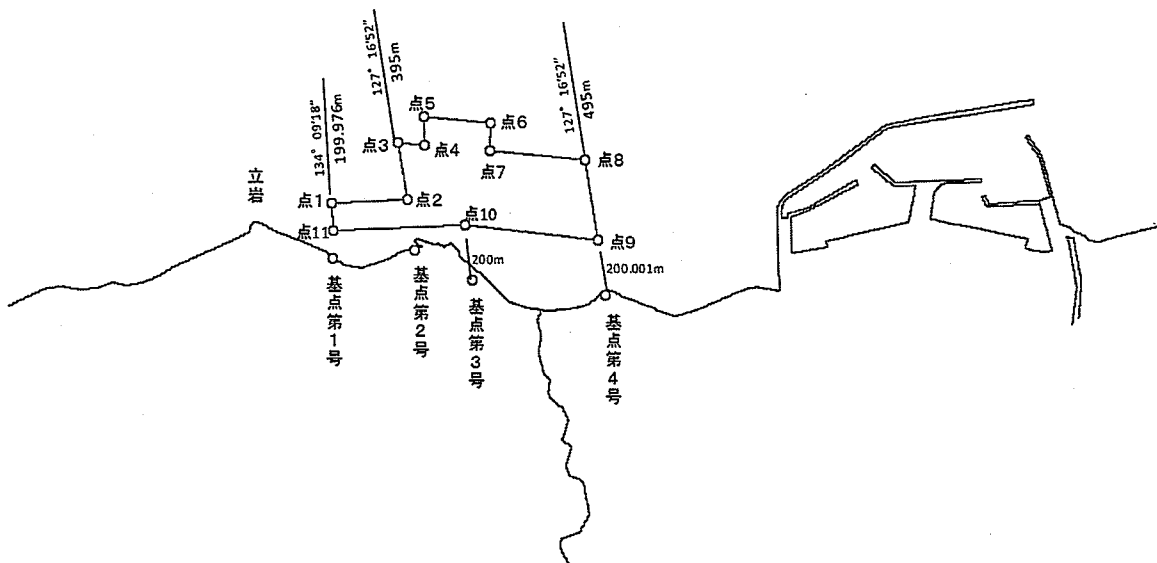 127° 16'52"
395m
127° 16'52"
495m
134° 09'18"
199.976m
点5
点6
点3
点4
点7
点8
立岩
点1
点2
点10
点11
点9
200m
200.001m
基点第1号
基点第2号
基点第3号
基点第4号